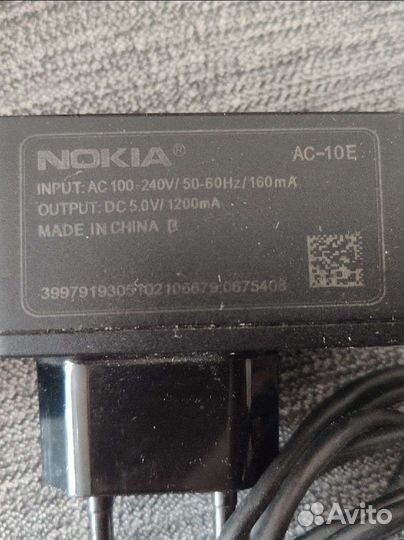 NOKIA® AC-10E
INPUT: AC 100-240V/50-60Hz/160mA
OUTPUT: DC 5.0V/1200mA
MADE IN CHINA
3997919305102106679;0675408
Avito